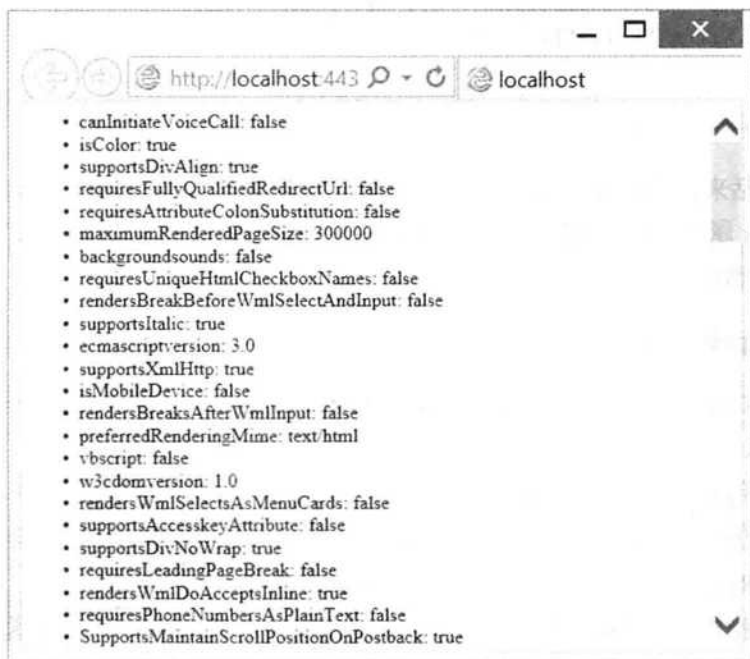 http://localhost:443
localhost
• canInitiateVoiceCall: false
• isColor: true
• supportsDivAlign: true
• requiresFullyQualifiedRedirectUrl: false
• requiresAttributeColonSubstitution: false
• maximumRenderedPageSize: 300000
• backgroundsounds: false
• requiresUniqueHtmlCheckboxNames: false
• rendersBreakBeforeWmlSelectAndInput: false
• supportsItalic: true
• ecmascriptversion: 3.0
• supportsXmlHttp: true
• isMobileDevice: false
• rendersBreaksAfterWmlInput: false
• preferredRenderingMime: text/html
• vbscript: false
• w3cdomversion: 1.0
• rendersWmlSelectsAsMenuCards: false
• supportsAccesskeyAttribute: false
• supportsDivNoWrap: true
• requiresLeadingPageBreak: false
• rendersWmlDoAcceptsInline: true
• requiresPhoneNumbersAsPlainText: false
• SupportsMaintainScrollPositionOnPostback: true